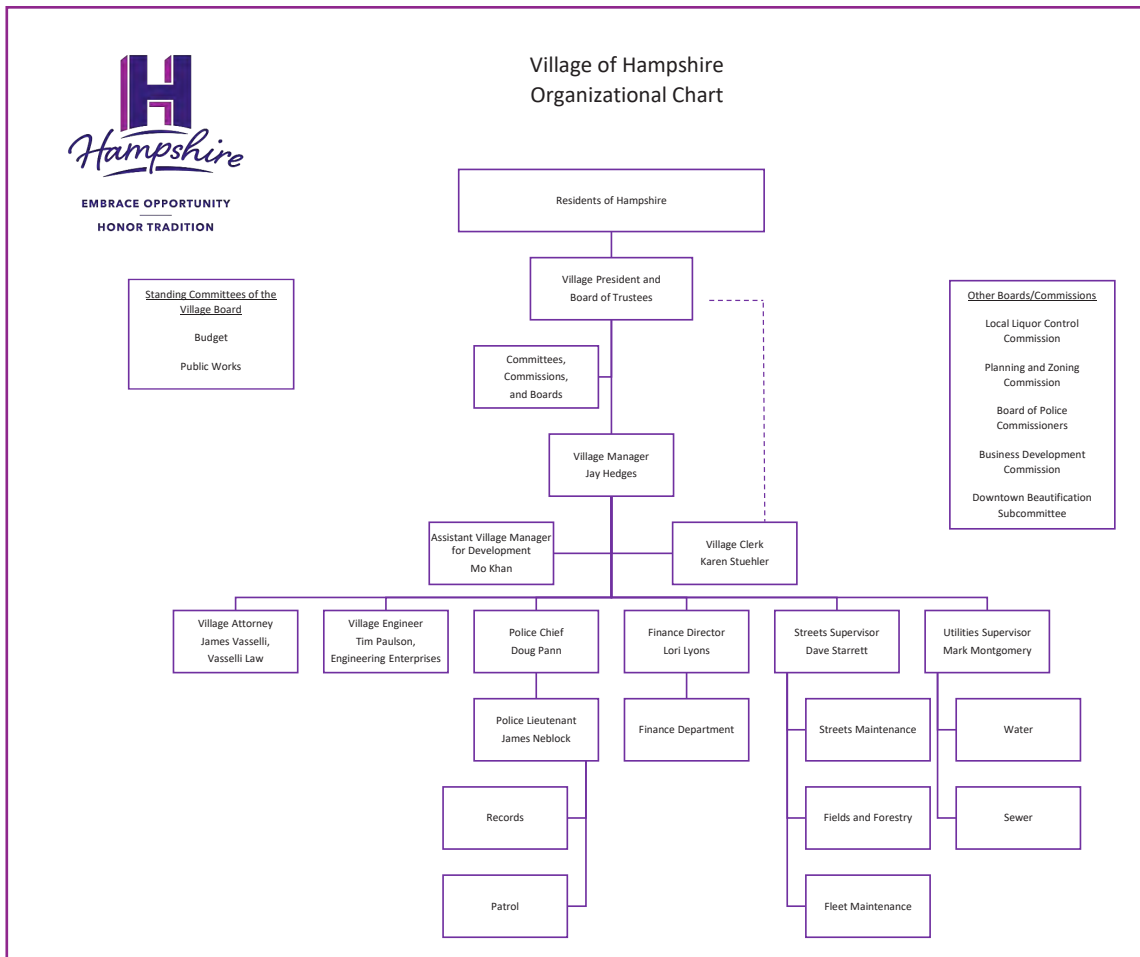 Village of Hampshire
Organizational Chart
H
Hampshire
EMBRACE OPPORTUNITY
HONOR TRADITION
Residents of Hampshire
Village President and
Board of Trustees
Standing Committees of the
Village Board
Budget
Public Works
Other Boards/Commissions
Local Liquor Control
Commission
Planning and Zoning
Commission
Board of Police
Commissioners
Business Development
Commission
Downtown Beautification
Subcommittee
Committees,
Commissions,
and Boards
Village Manager
Jay Hedges
Assistant Village Manager
for Development
Mo Khan
Village Clerk
Karen Stuehler
Village Attorney
James Vasselli,
Vasselli Law
Village Engineer
Tim Paulson,
Engineering Enterprises
Police Chief
Doug Pann
Finance Director
Lori Lyons
Streets Supervisor
Dave Starrett
Utilities Supervisor
Mark Montgomery
Police Lieutenant
James Neblock
Finance Department
Streets Maintenance
Water
Records
Fields and Forestry
Sewer
Patrol
Fleet Maintenance